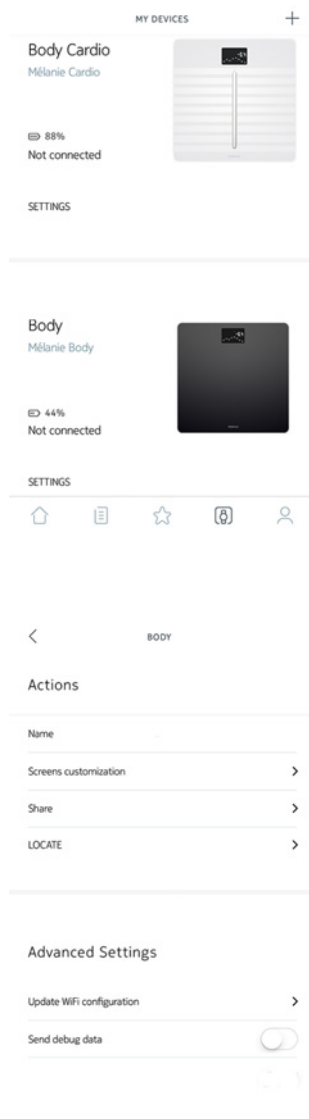 MY DEVICES
Body Cardio
Mélanie Cardio
88%
Not connected
SETTINGS
Body
Mélanie Body
44%
Not connected
SETTINGS
BODY
Actions
Name
Screens customization
Share
LOCATE
Advanced Settings
Update WiFi configuration
Send debug data